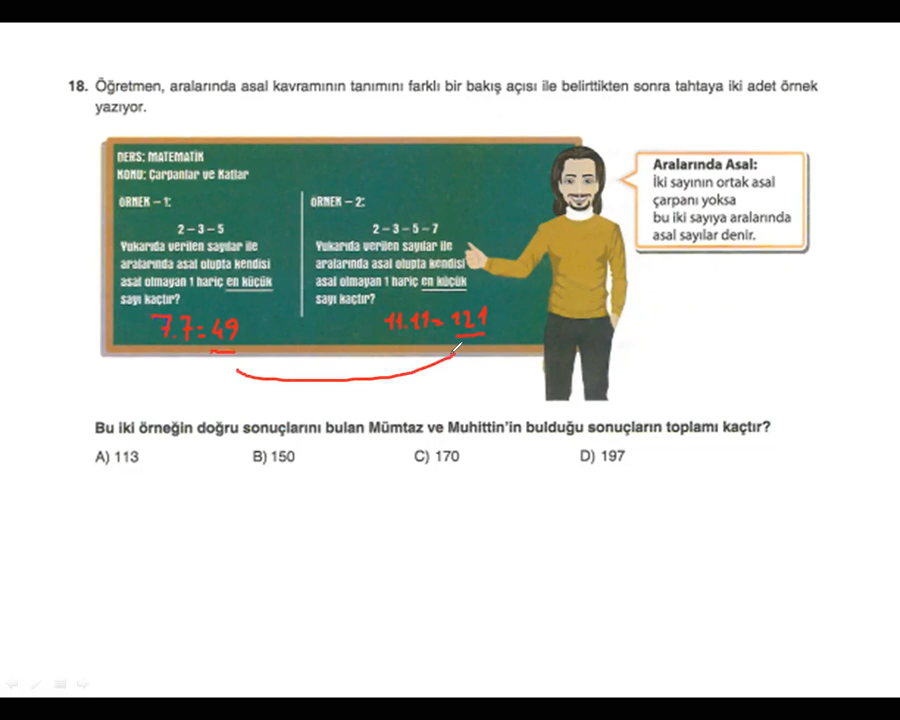 18. Öğretmen, aralarında asal kavramının tanımını farklı bir bakış açısı ile belirttikten sonra tahtaya iki adet örnek
yazıyor.
DERS: MATEMATİK
KONU: Çarpanlar ve Katlar
ÖRNEK – 1:
2 – 3 – 5
Yukarıda verilen sayılar ile
aralarında asal olupta kendisi
asal olmayan 1 hariç en küçük
sayı kaçtır?
7.7=49
ÖRNEK – 2:
2 – 3 – 5 – 7
Yukarıda verilen sayılar ile
aralarında asal olupta kendisi
asal olmayan 1 hariç en küçük
sayı kaçtır?
11.11=121
Aralarında Asal:
İki sayının ortak asal
çarpanı yoksa
bu iki sayıya aralarında
asal sayılar denir.
Bu iki örneğin doğru sonuçlarını bulan Mümtaz ve Muhittin'in bulduğu sonuçların toplamı kaçtır?
A) 113 B) 150 C) 170 D) 197